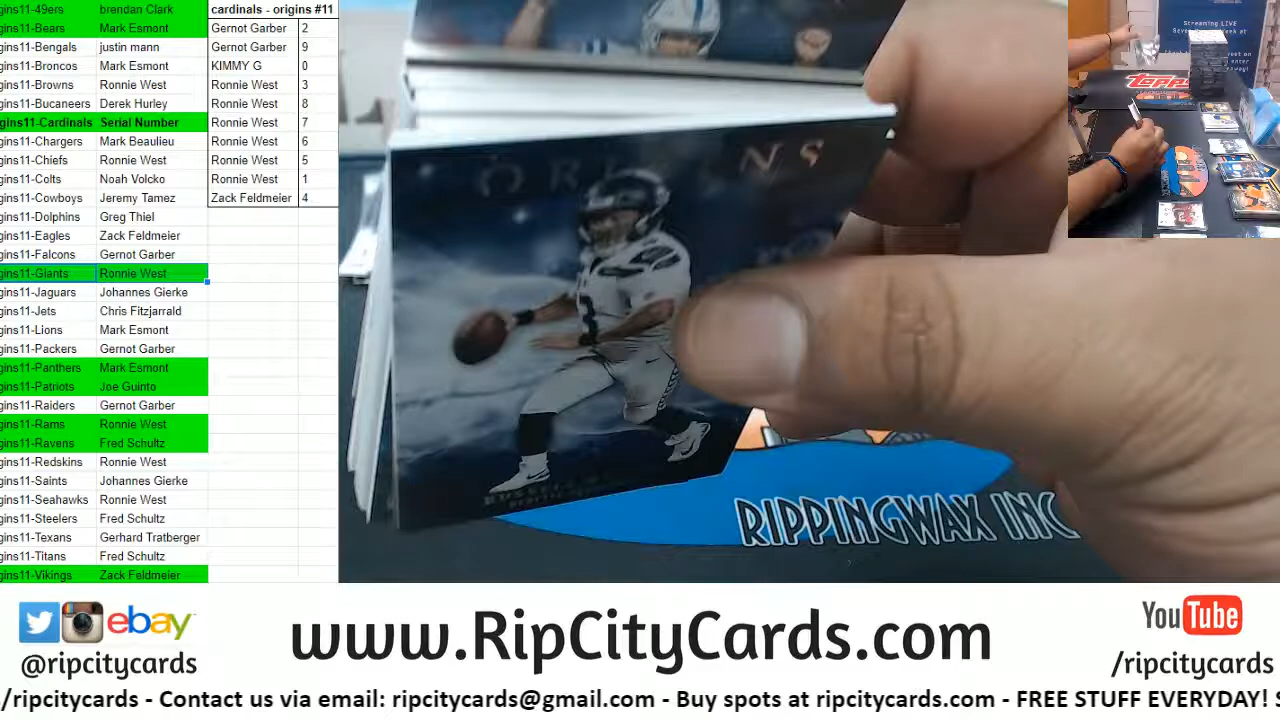 gins11-49ers brendan Clark
gins11-Bears Mark Esmont
gins11-Bengals justin mann
gins11-Broncos Mark Esmont
gins11-Browns Ronnie West
gins11-Bucaneers Derek Hurley
gins11-Cardinals Serial Number
gins11-Chargers Mark Beaulieu
gins11-Chiefs Ronnie West
gins11-Colts Noah Volcko
gins11-Cowboys Jeremy Tamez
gins11-Dolphins Greg Thiel
gins11-Eagles Zack Feldmeier
gins11-Falcons Gernot Garber
gins11-Giants Ronnie West
gins11-Jaguars Johannes Gierke
gins11-Jets Chris Fitzjarrald
gins11-Lions Mark Esmont
gins11-Packers Gernot Garber
gins11-Panthers Mark Esmont
gins11-Patriots Joe Guinto
gins11-Raiders Gernot Garber
gins11-Rams Ronnie West
gins11-Ravens Fred Schultz
gins11-Redskins Ronnie West
gins11-Saints Johannes Gierke
gins11-Seahawks Ronnie West
gins11-Steelers Fred Schultz
gins11-Texans Gerhard Tratberger
gins11-Titans Fred Schultz
gins11-Vikings Zack Feldmeier
cardinals - origins #11
Gernot Garber 2
Gernot Garber 9
KIMMY G 0
Ronnie West 3
Ronnie West 8
Ronnie West 7
Ronnie West 6
Ronnie West 5
Ronnie West 1
Zack Feldmeier 4
3
RIPPINGWAX INC
Streaming LIVE
TOPPS
ebay
@ripcitycards
www.RipCityCards.com
YouTube
/ripcitycards
/ripcitycards - Contact us via email: ripcitycards@gmail.com - Buy spots at ripcitycards.com - FREE STUFF EVERYDAY! S